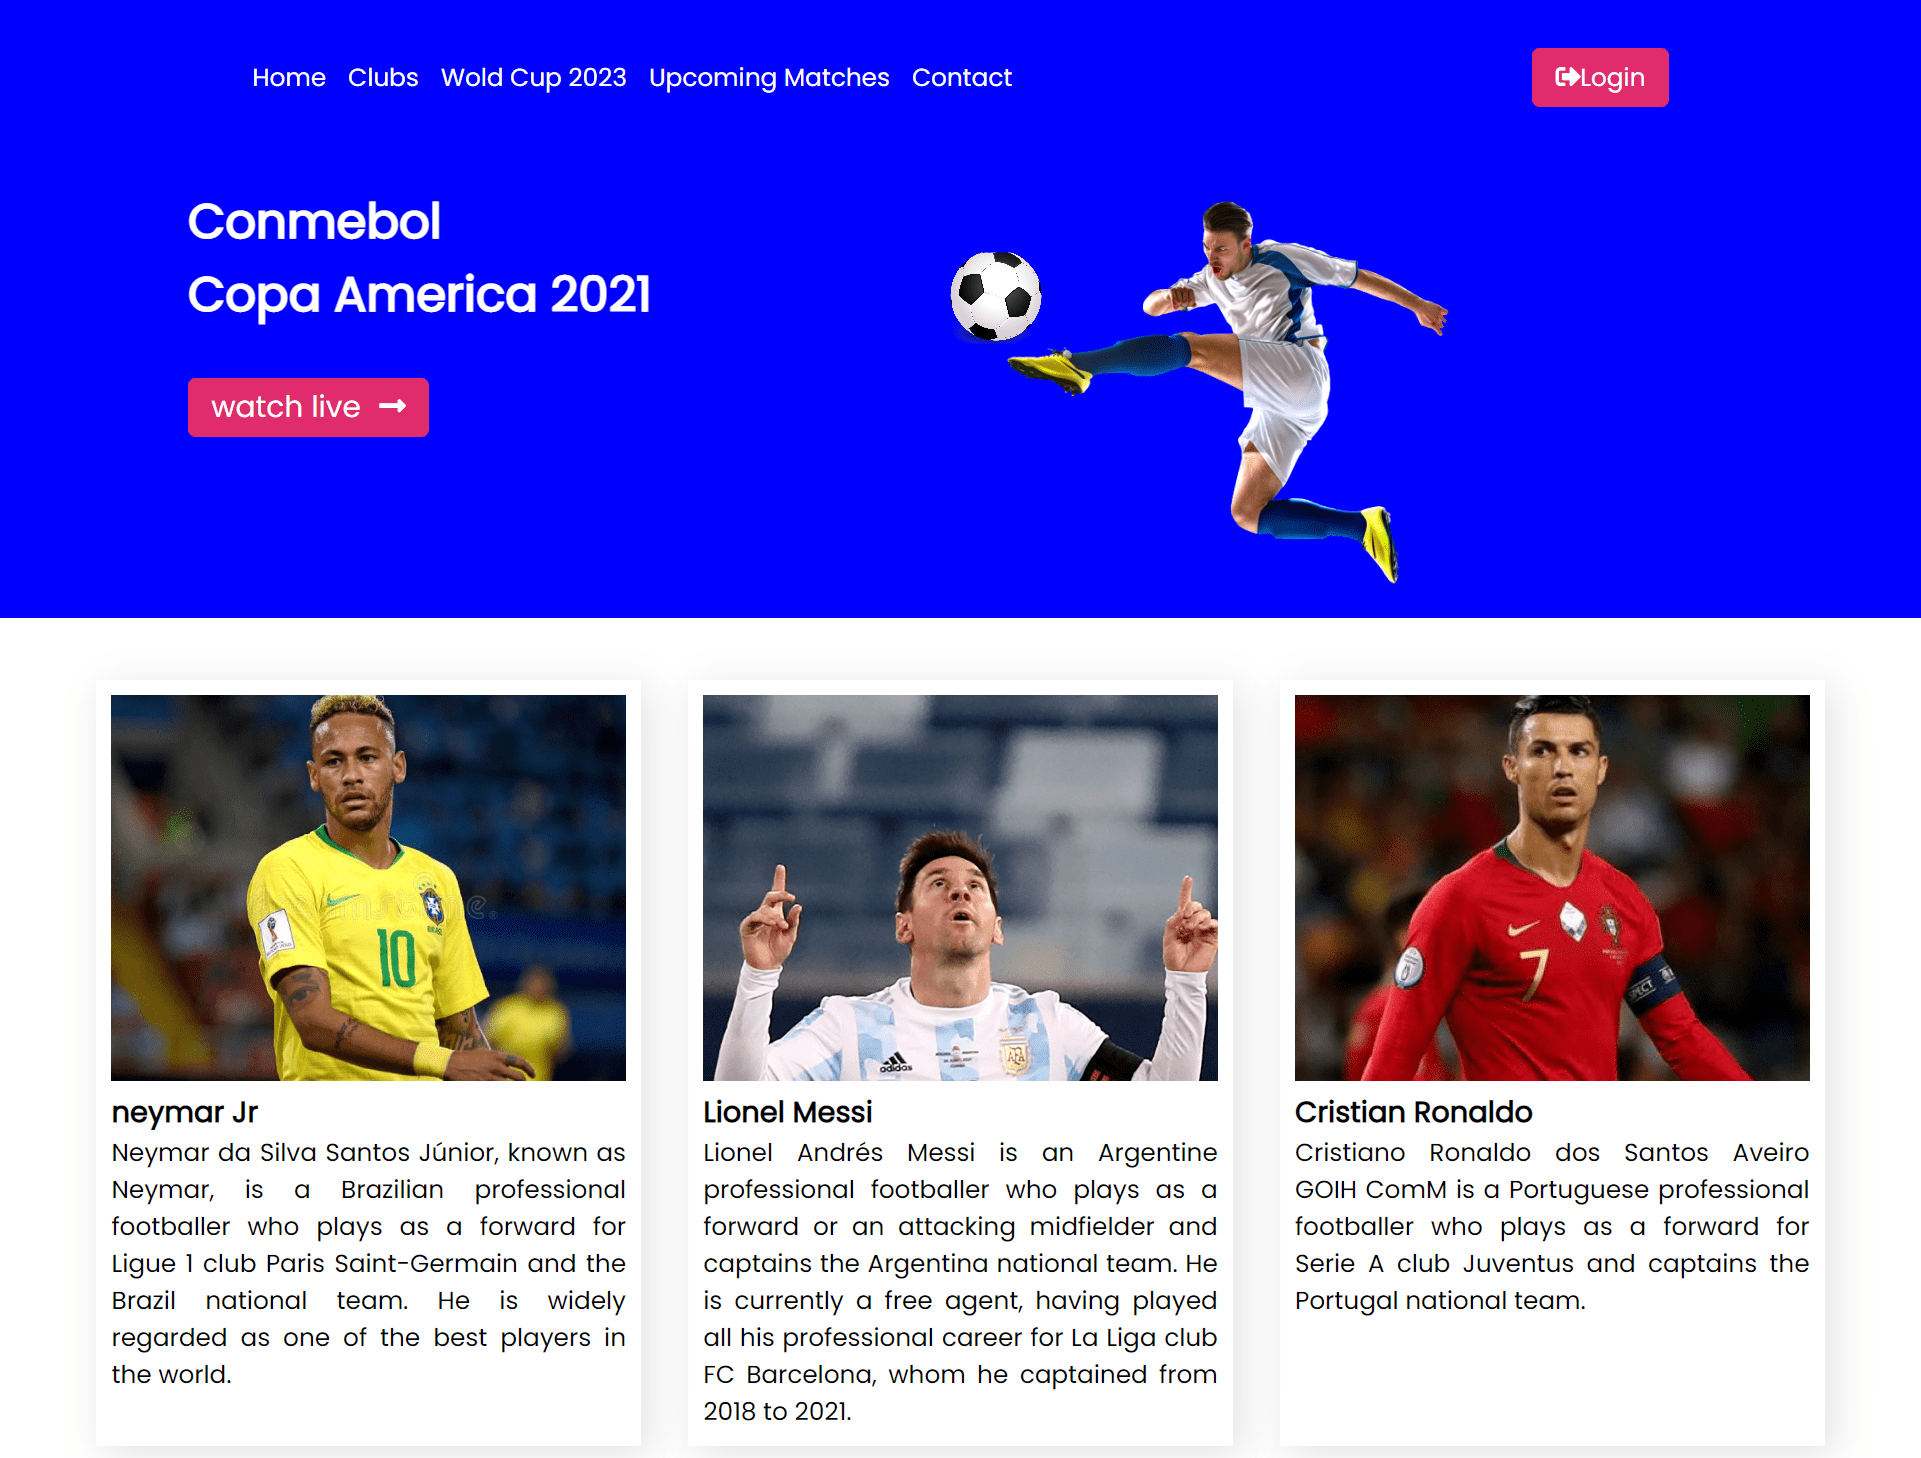 Home Clubs Wold Cup 2023 Upcoming Matches Contact Login
Conmebol
Copa America 2021
watch live
10
BRASIL
adidas
AFA
7
neymar Jr
Neymar da Silva Santos Júnior, known as
Neymar, is a Brazilian professional
footballer who plays as a forward for
Ligue 1 club Paris Saint-Germain and the
Brazil national team. He is widely
regarded as one of the best players in
the world.
Lionel Messi
Lionel Andrés Messi is an Argentine
professional footballer who plays as a
forward or an attacking midfielder and
captains the Argentina national team. He
is currently a free agent, having played
all his professional career for La Liga club
FC Barcelona, whom he captained from
2018 to 2021.
Cristian Ronaldo
Cristiano Ronaldo dos Santos Aveiro
GOIH ComM is a Portuguese professional
footballer who plays as a forward for
Serie A club Juventus and captains the
Portugal national team.